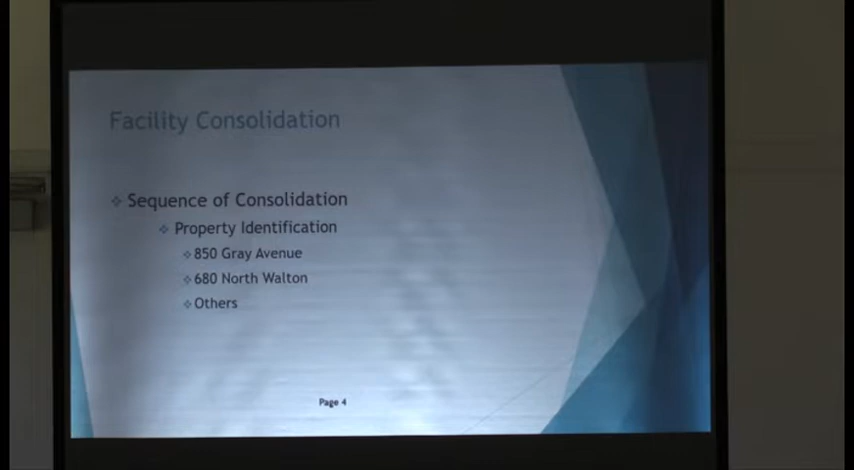 Facility Consolidation
Sequence of Consolidation
Property Identification
850 Gray Avenue
680 North Walton
Others
Page 4